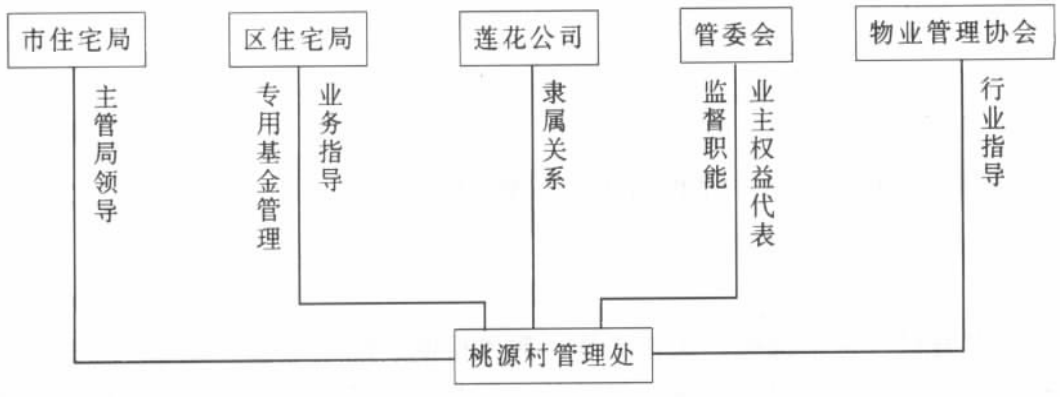 市住宅局
区住宅局
莲花公司
管委会
物业管理协会
主管局领导
专用基金管理
业务指导
隶属关系
监督职能
业主权益代表
行业指导
桃源村管理处